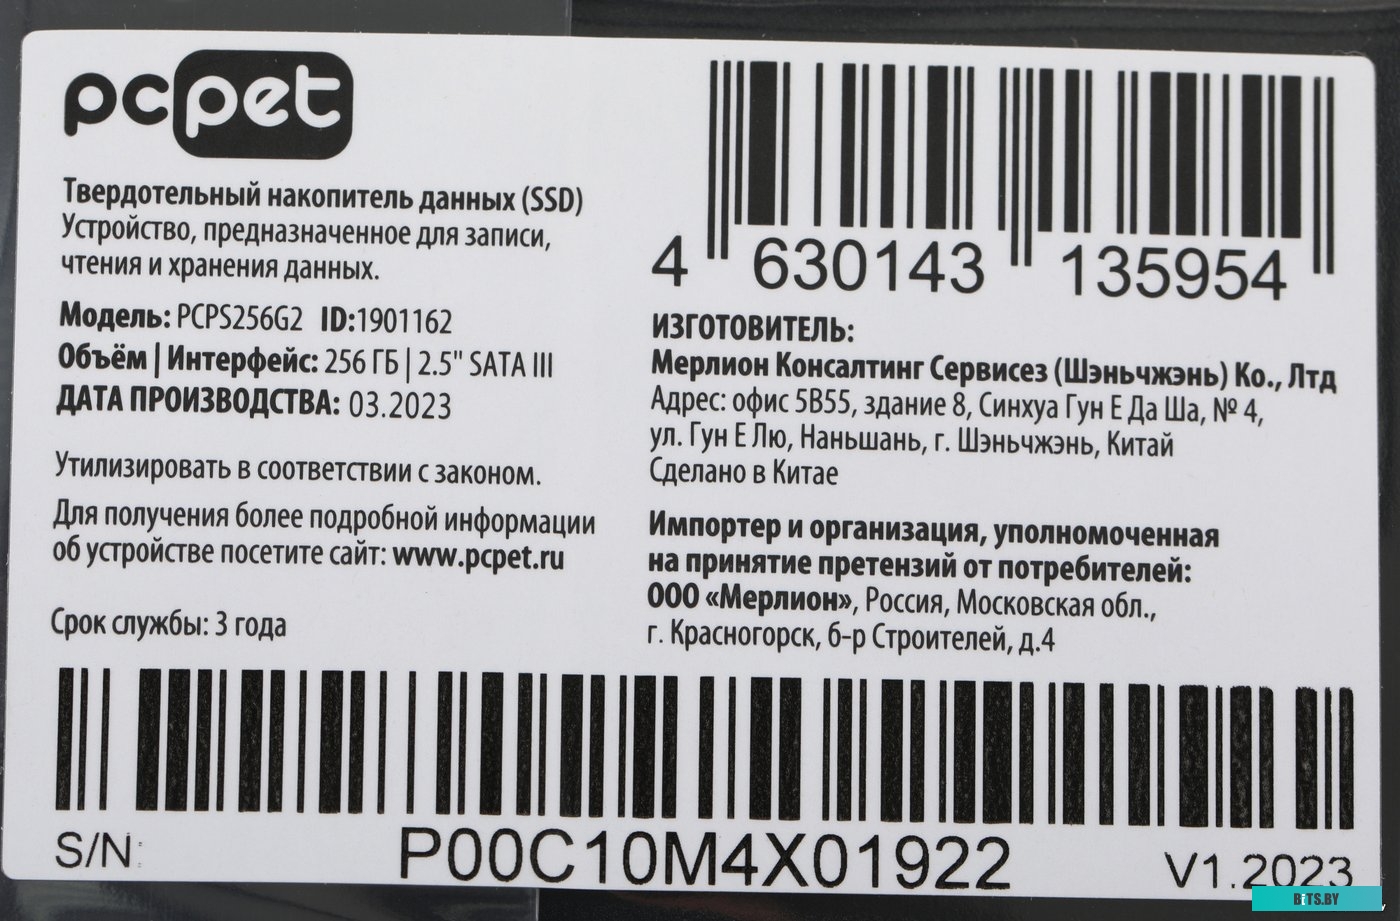 pcpet
Твердотельный накопитель данных (SSD)
Устройство, предназначенное для записи,
чтения и хранения данных.
Модель: PCPS256G2 ID:1901162
Объём | Интерфейс: 256 ГБ | 2.5" SATA III
ДАТА ПРОИЗВОДСТВА: 03.2023
Утилизировать в соответствии с законом.
Для получения более подробной информации
об устройстве посетите сайт: www.pcpet.ru
Срок службы: 3 года
4 630143 135954
ИЗГОТОВИТЕЛЬ:
Мерлион Консалтинг Сервисез (Шэньчжэнь) Ко., Лтд
Адрес: офис 5В55, здание 8, Синхуа Гун Е Да Ша, № 4,
ул. Гун Е Лю, Наньшань, г. Шэньчжэнь, Китай
Сделано в Китае
Импортер и организация, уполномоченная
на принятие претензий от потребителей:
ООО «Мерлион», Россия, Московская обл.,
г. Красногорск, б-р Строителей, д.4
S/N: P00C10M4X01922 V1.2023
BiTS.BY